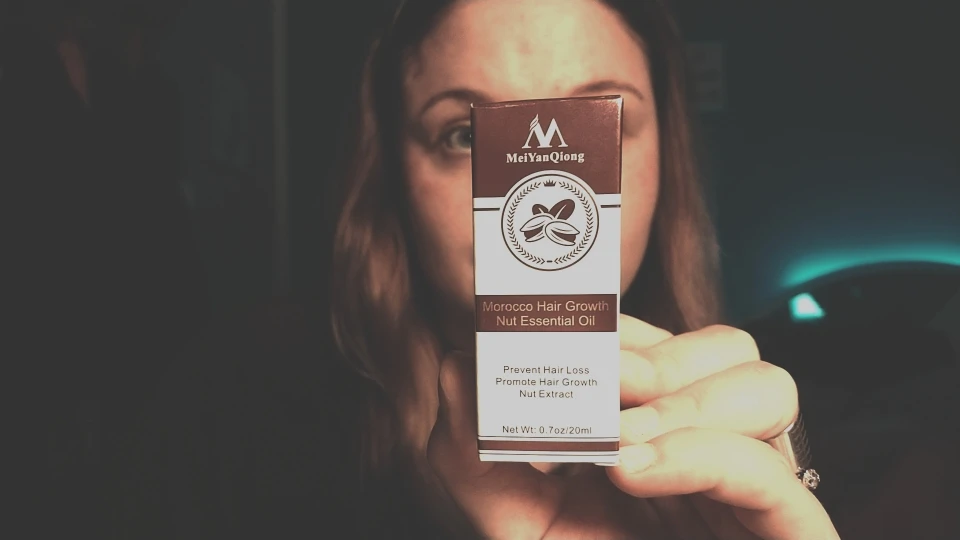 MeiYanQiong
Morocco Hair Growth
Nut Essential Oil
Prevent Hair Loss
Promote Hair Growth
Nut Extract
Net Wt: 0.7oz/20ml